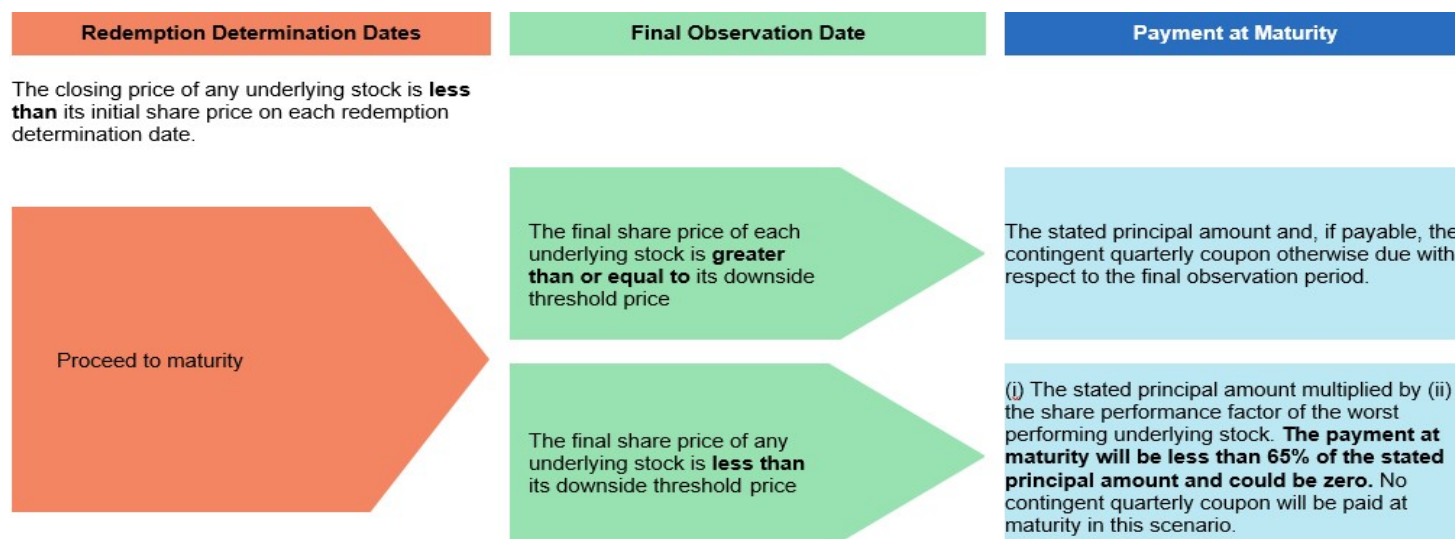 Redemption Determination Dates
Final Observation Date
Payment at Maturity
The closing price of any underlying stock is less
than its initial share price on each redemption
determination date.
Proceed to maturity
The final share price of each
underlying stock is greater
than or equal to its downside
threshold price
The stated principal amount and, if payable, the
contingent quarterly coupon otherwise due with
respect to the final observation period.
The final share price of any
underlying stock is less than
its downside threshold price
(i) The stated principal amount multiplied by (ii)
the share performance factor of the worst
performing underlying stock. The payment at
maturity will be less than 65% of the stated
principal amount and could be zero. No
contingent quarterly coupon will be paid at
maturity in this scenario.